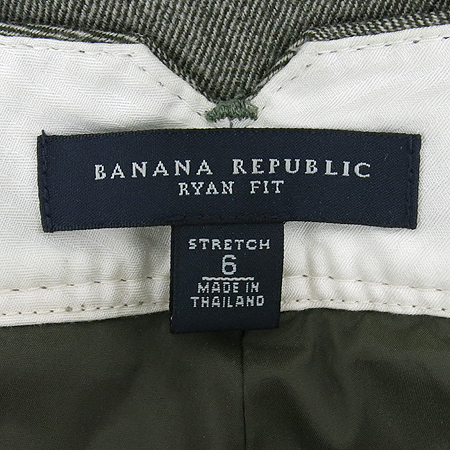 BANANA REPUBLIC
RYAN FIT
STRETCH
6
MADE IN
THAILAND